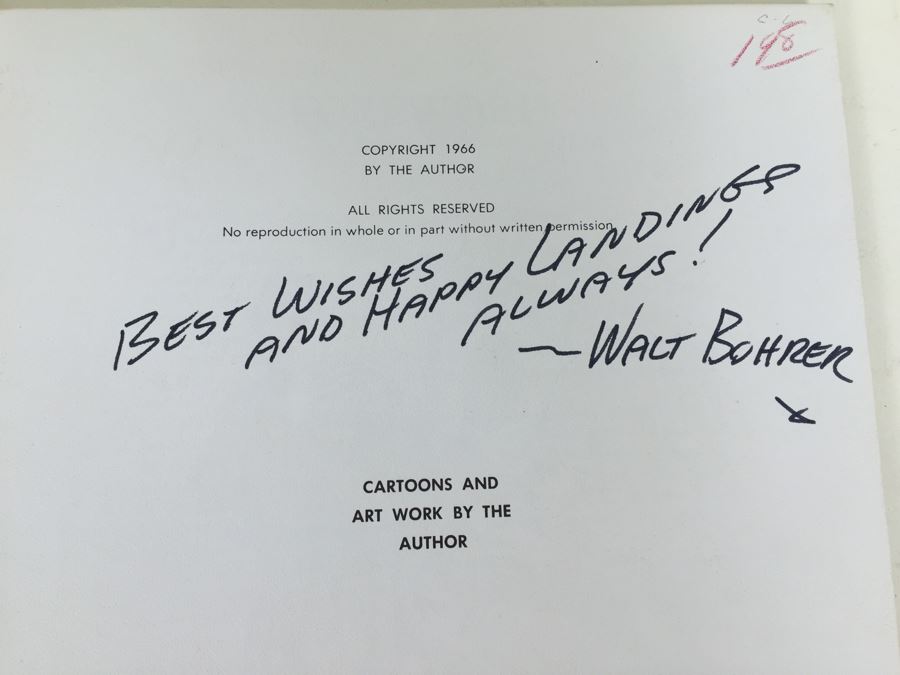 COPYRIGHT 1966
BY THE AUTHOR
ALL RIGHTS RESERVED
No reproduction in whole or in part without written permission
BEST WISHES
AND HAPPY LANDINGS
ALWAYS!
—WALT BOHRER
CARTOONS AND
ART WORK BY THE
AUTHOR